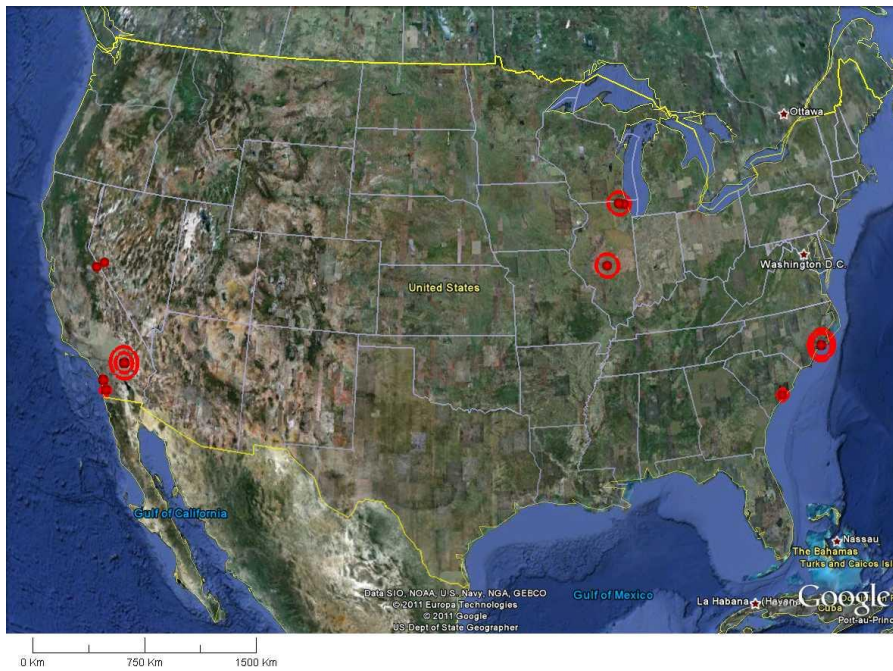 Ottawa
Washington D.C.
United States
Gulf of California
Nassau
The Bahamas
Turks and Caicos Isl
Data SIO, NOAA, U.S. Navy, NGA, GEBCO
© 2011 Europa Technologies
© 2011 Google
US Dept of State Geographer
Gulf of Mexico
La Habana (Havana)
Cuba
Google
Port-au-Princ
0 Km 750 Km 1500 Km